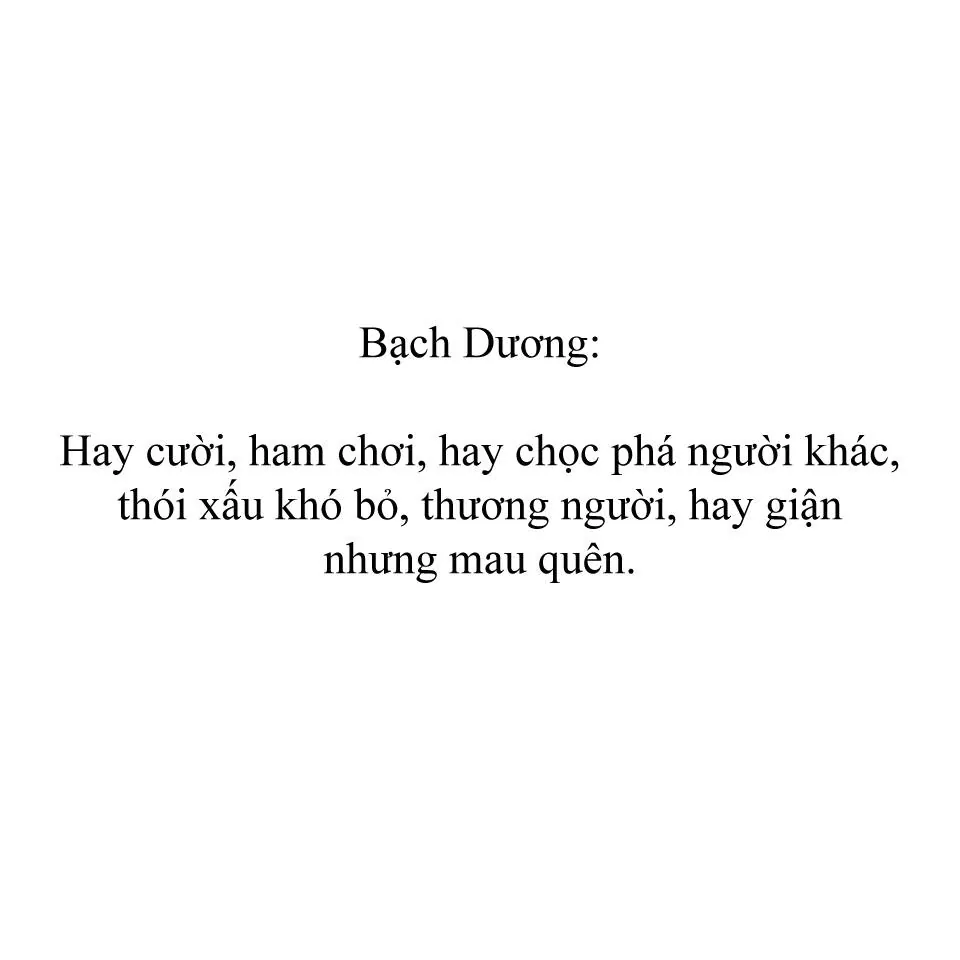 Bạch Dương:
Hay cười, ham chơi, hay chọc phá người khác,
thói xấu khó bỏ, thương người, hay giận
nhưng mau quên.